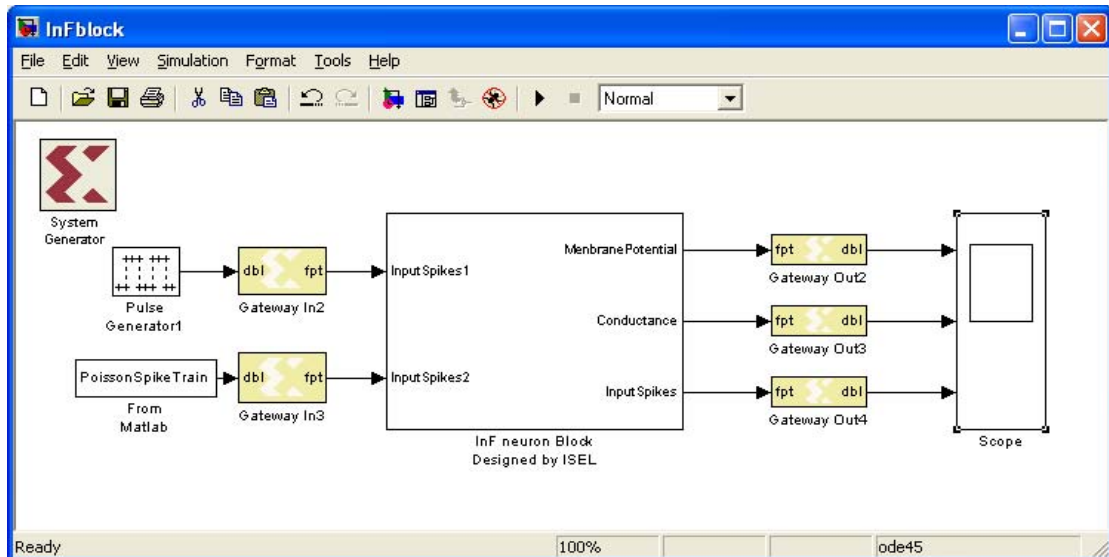 InFblock
File Edit View Simulation Format Tools Help
Normal
System
Generator
Pulse
Generator1
dbl fpt
Gateway In2
PoissonSpikeTrain
From
Matlab
dbl fpt
Gateway In3
InputSpikes1
InputSpikes2
MenbranePotential
Conductance
InputSpikes
InF neuron Block
Designed by ISEL
fpt dbl
Gateway Out2
fpt dbl
Gateway Out3
fpt dbl
Gateway Out4
Scope
Ready 100% ode45